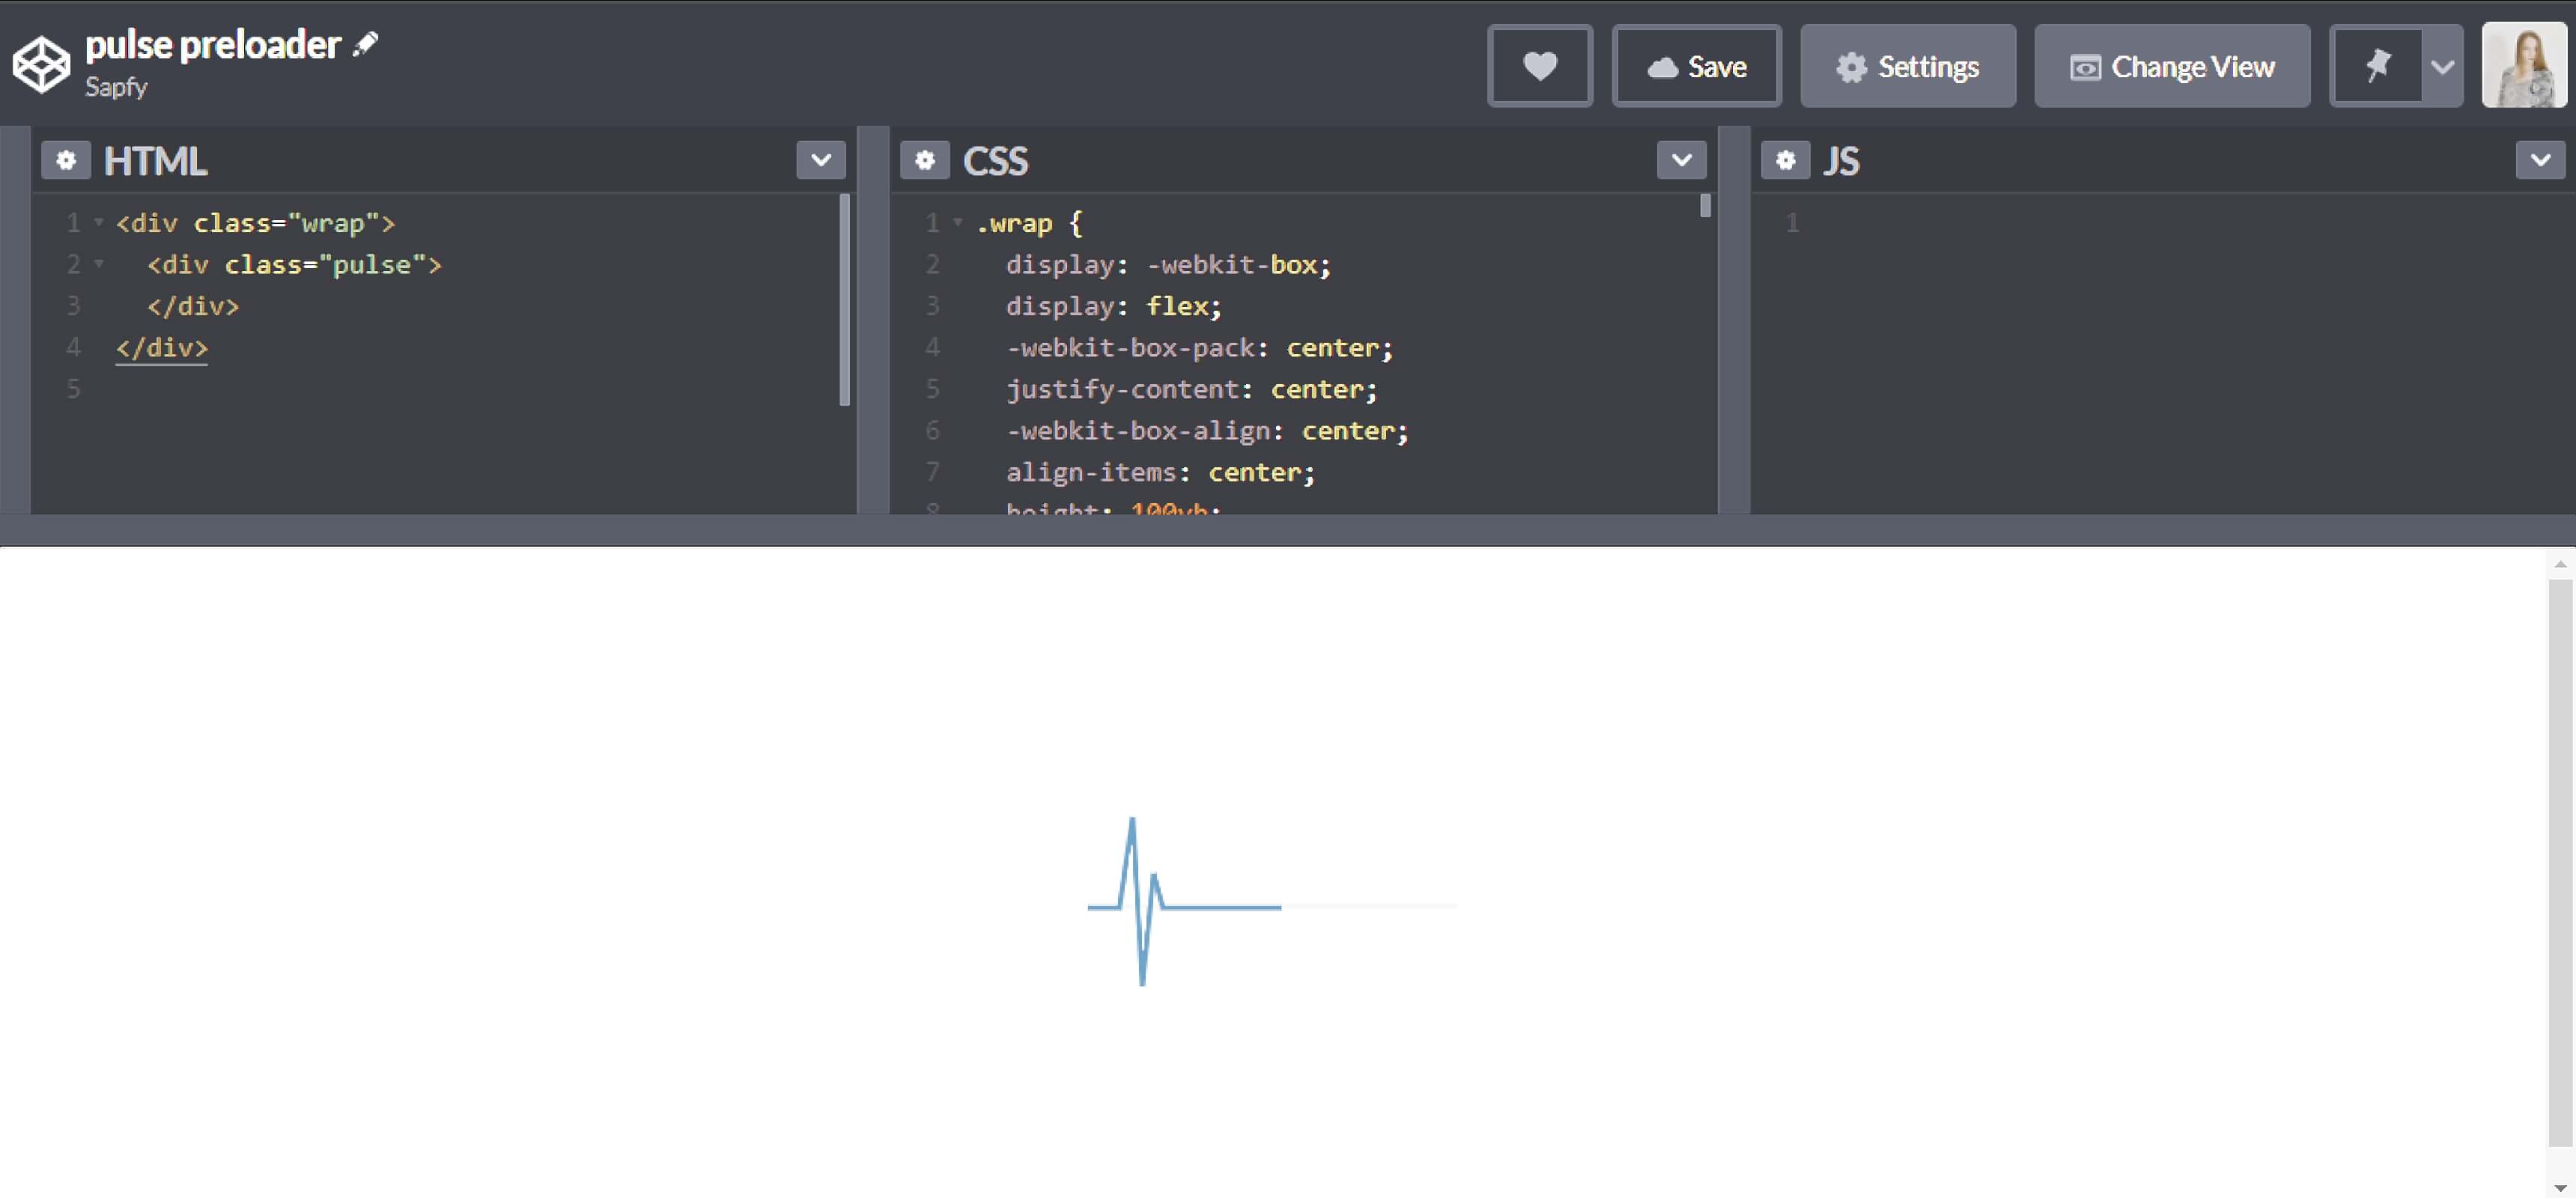 pulse preloader
Sapfy
Save
Settings
Change View
HTML
1 <div class="wrap">
2 <div class="pulse">
3 </div>
4 </div>
5
CSS
1 .wrap {
2 display: -webkit-box;
3 display: flex;
4 -webkit-box-pack: center;
5 justify-content: center;
6 -webkit-box-align: center;
7 align-items: center;
8 height: 100vh;
JS
1